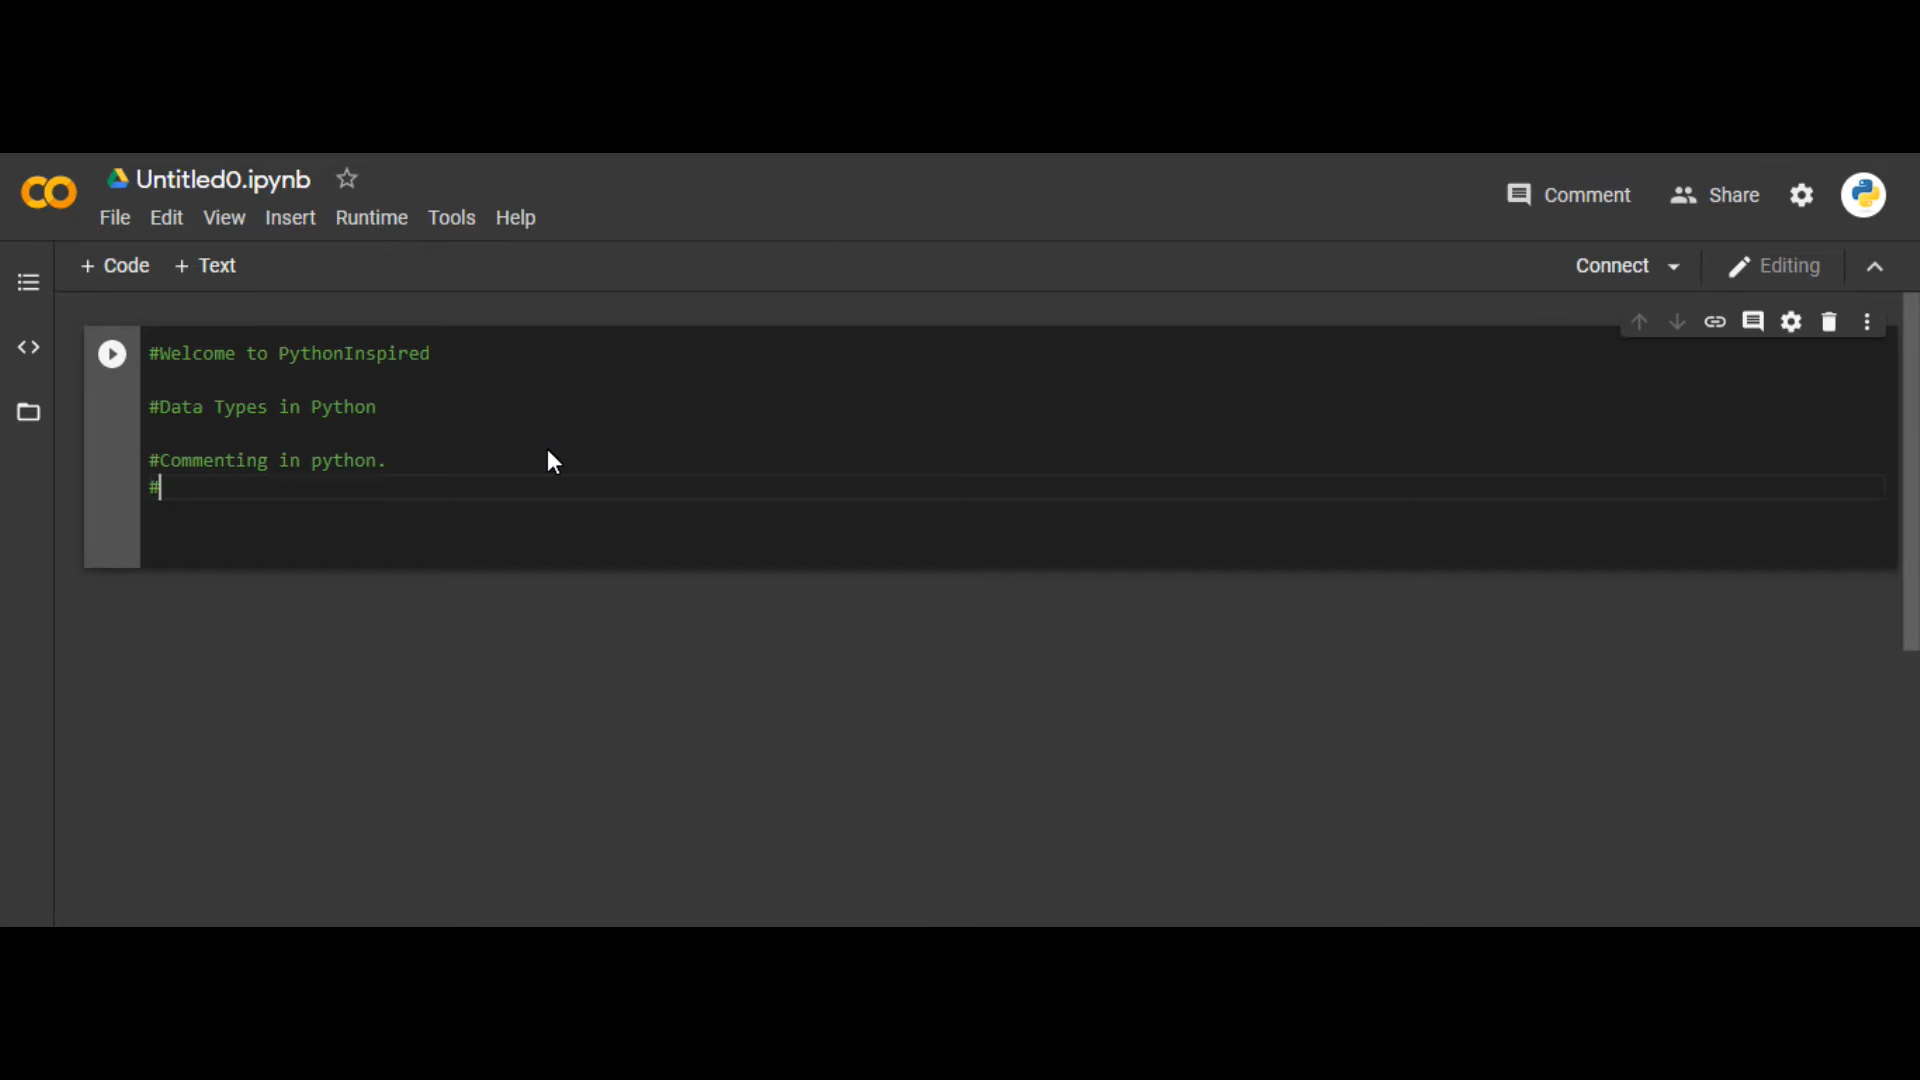 Untitled0.ipynb
File Edit View Insert Runtime Tools Help
Comment Share
+ Code + Text
Connect Editing
#Welcome to PythonInspired
#Data Types in Python
#Commenting in python.
#